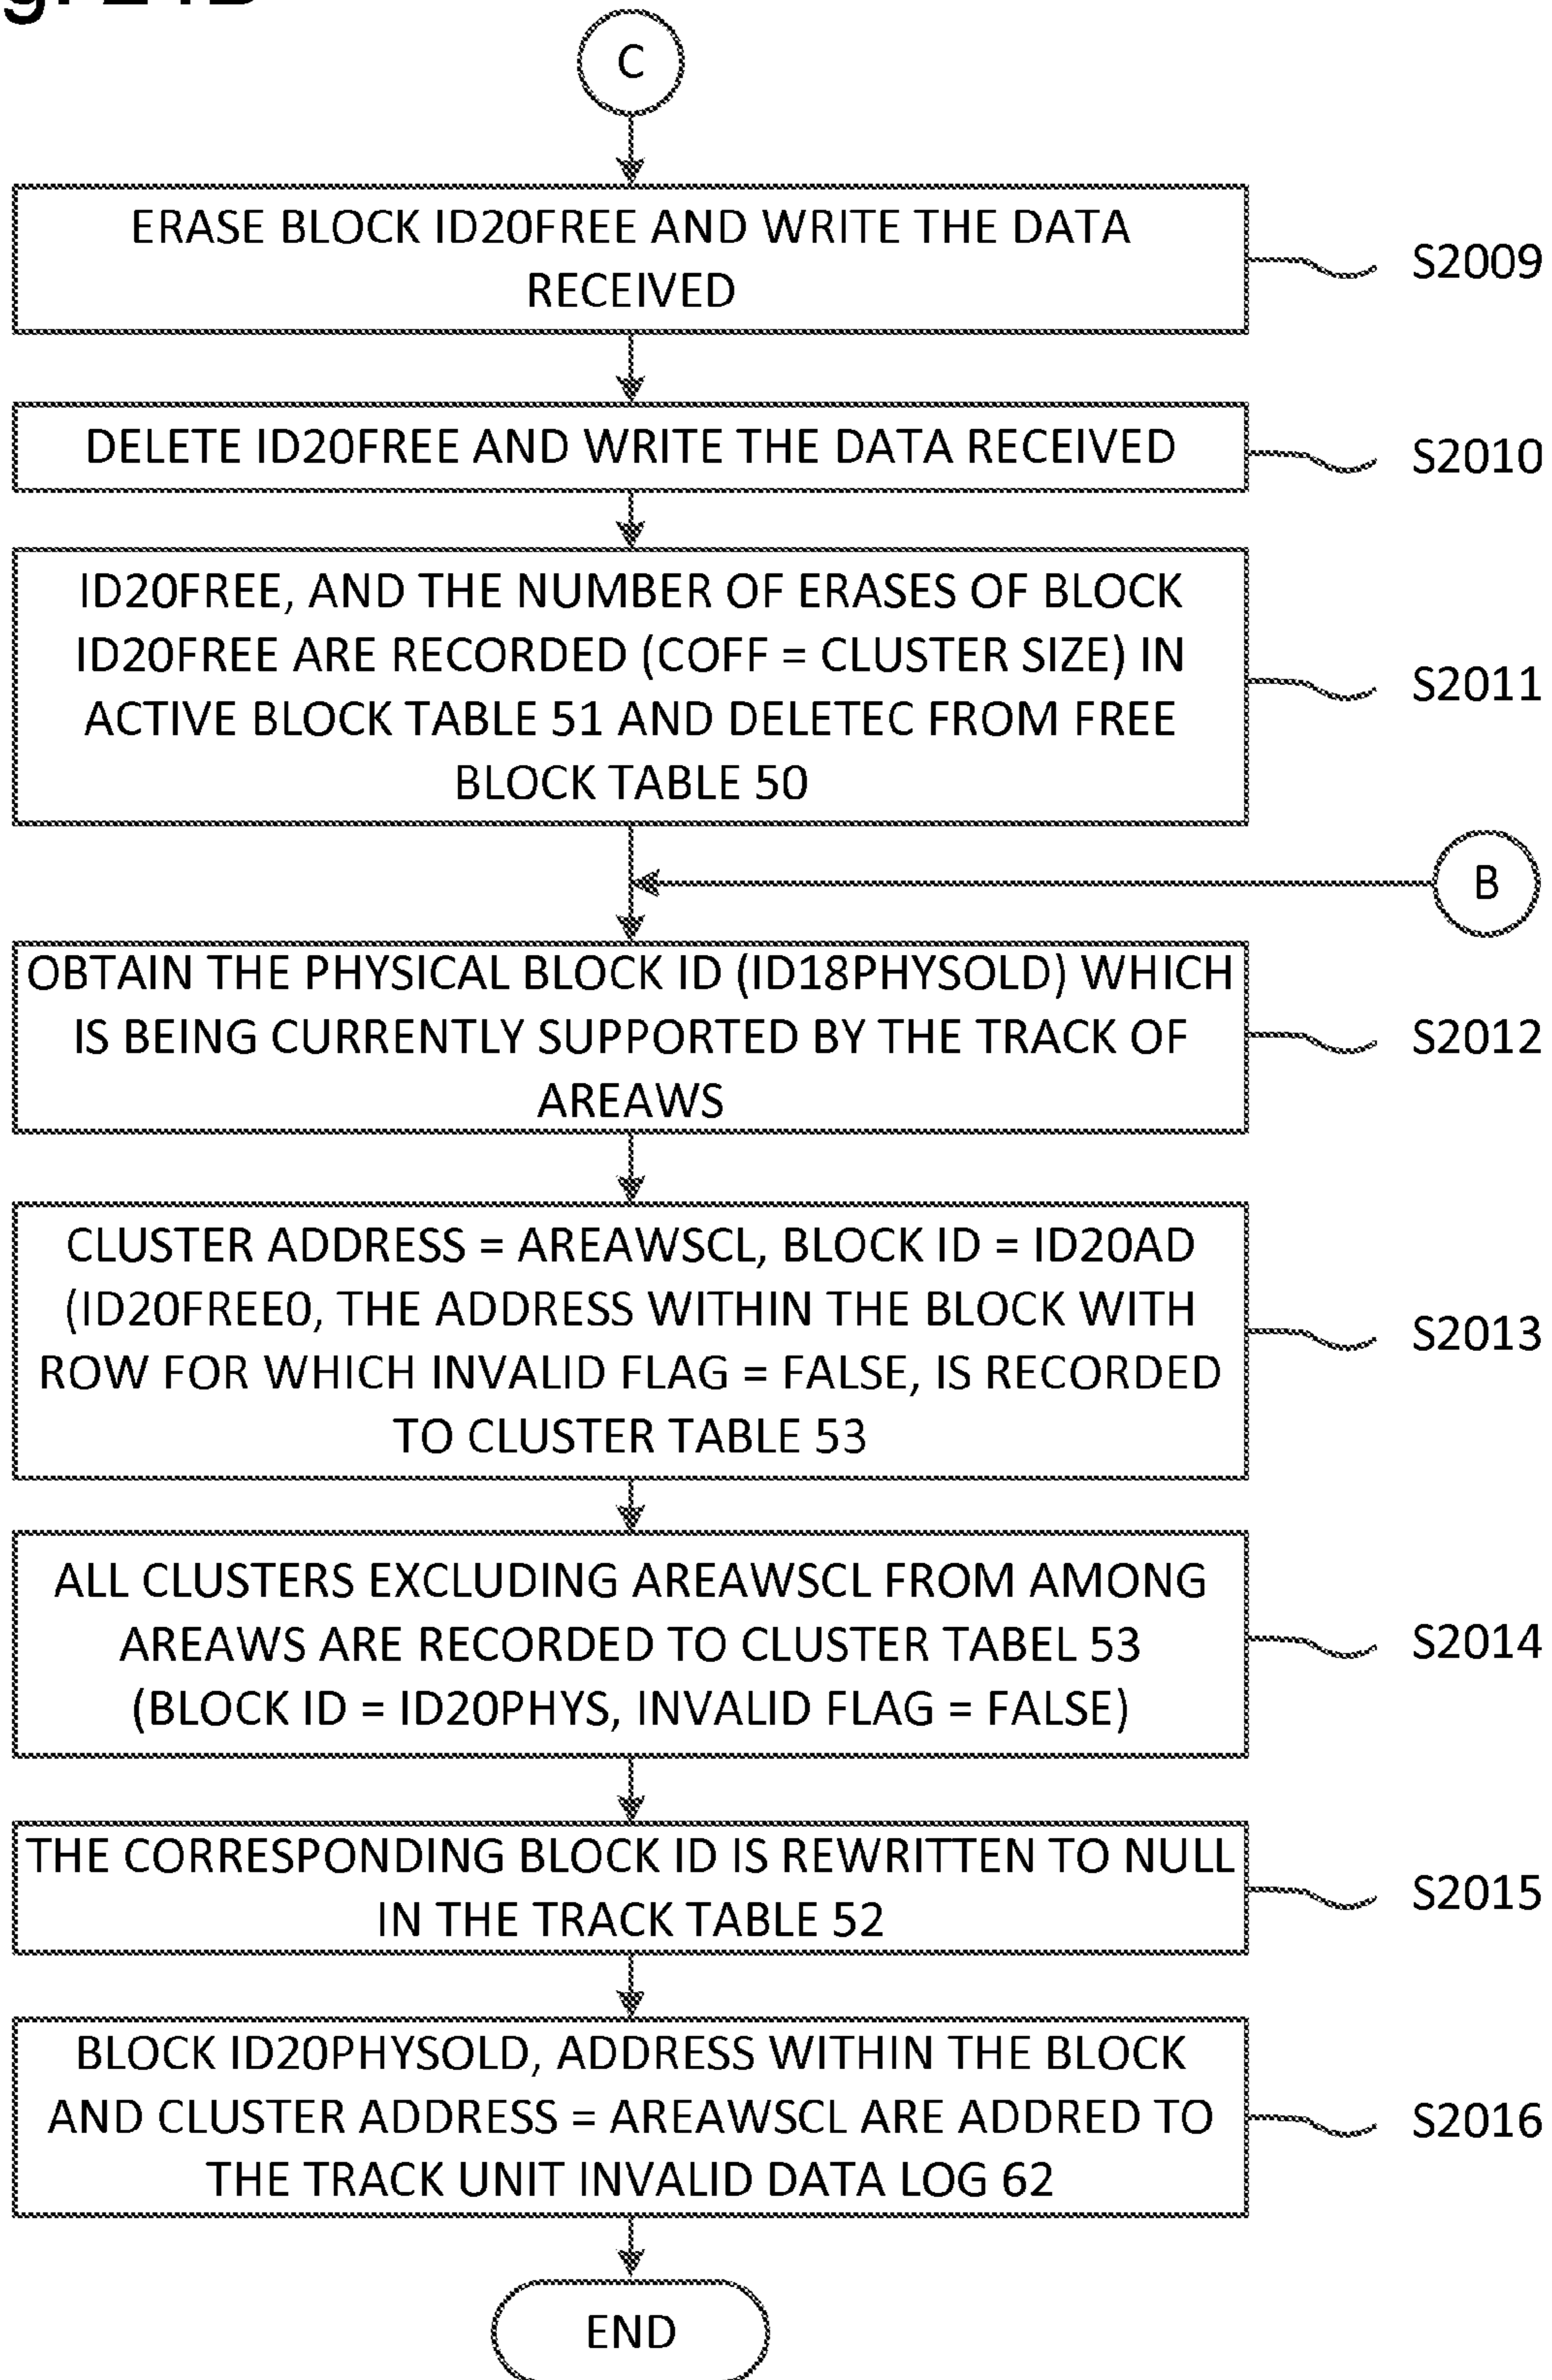 C
ERASE BLOCK ID20FREE AND WRITE THE DATA
RECEIVED
S2009
DELETE ID20FREE AND WRITE THE DATA RECEIVED
S2010
ID20FREE, AND THE NUMBER OF ERASES OF BLOCK
ID20FREE ARE RECORDED (COFF = CLUSTER SIZE) IN
ACTIVE BLOCK TABLE 51 AND DELETEC FROM FREE
BLOCK TABLE 50
S2011
B
OBTAIN THE PHYSICAL BLOCK ID (ID18PHYSOLD) WHICH
IS BEING CURRENTLY SUPPORTED BY THE TRACK OF
AREAWS
S2012
CLUSTER ADDRESS = AREAWSCL, BLOCK ID = ID20AD
(ID20FREE0, THE ADDRESS WITHIN THE BLOCK WITH
ROW FOR WHICH INVALID FLAG = FALSE, IS RECORDED
TO CLUSTER TABLE 53
S2013
ALL CLUSTERS EXCLUDING AREAWSCL FROM AMONG
AREAWS ARE RECORDED TO CLUSTER TABEL 53
(BLOCK ID = ID20PHYS, INVALID FLAG = FALSE)
S2014
THE CORRESPONDING BLOCK ID IS REWRITTEN TO NULL
IN THE TRACK TABLE 52
S2015
BLOCK ID20PHYSOLD, ADDRESS WITHIN THE BLOCK
AND CLUSTER ADDRESS = AREAWSCL ARE ADDRED TO
THE TRACK UNIT INVALID DATA LOG 62
S2016
END